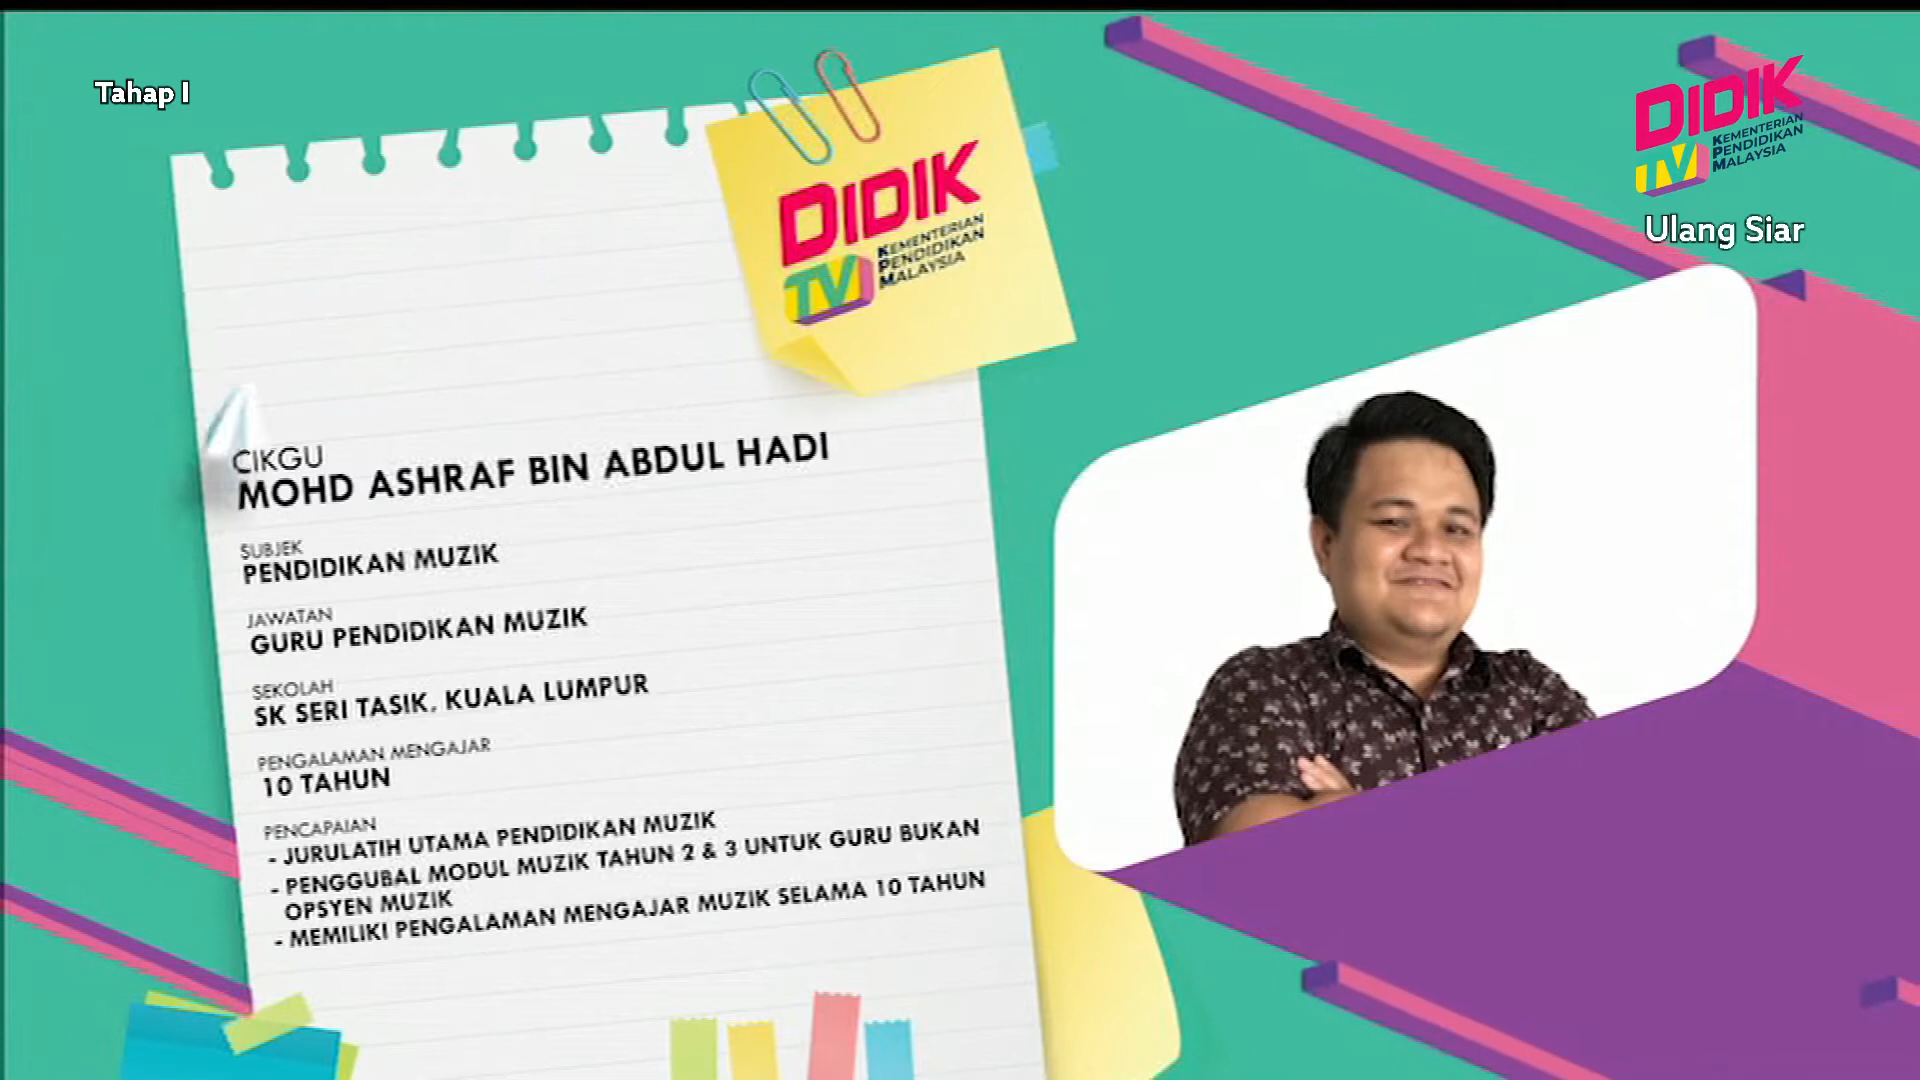 Tahap I
DIDIK
TV
KEMENTERIAN
PENDIDIKAN
MALAYSIA
Ulang Siar
DIDIK
TV
KEMENTERIAN
PENDIDIKAN
MALAYSIA
CIKGU
MOHD ASHRAF BIN ABDUL HADI
SUBJEK
PENDIDIKAN MUZIK
JAWATAN
GURU PENDIDIKAN MUZIK
SEKOLAH
SK SERI TASIK, KUALA LUMPUR
PENGALAMAN MENGAJAR
10 TAHUN
PENCAPAIAN
- JURULATIH UTAMA PENDIDIKAN MUZIK
- PENGGUBAL MODUL MUZIK TAHUN 2 & 3 UNTUK GURU BUKAN
OPSYEN MUZIK
- MEMILIKI PENGALAMAN MENGAJAR MUZIK SELAMA 10 TAHUN